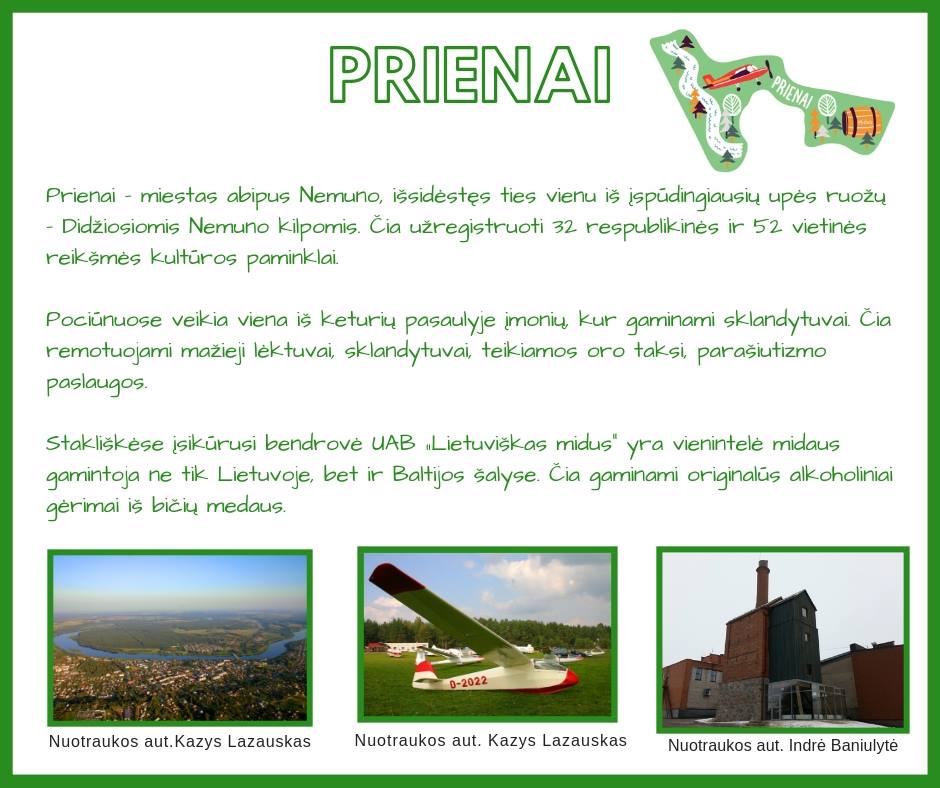 PRIENAI
PRIENAI
Prienai - miestas abipus Nemuno, išsidėstęs ties vienu iš įspūdingiausių upės ruožų
- Didžiosiomis Nemuno kilpomis. Čia užregistruoti 32 respublikinės ir 52 vietinės
reikšmės kultūros paminklai.
Pociūnuose veikia viena iš keturių pasaulyje įmonių, kur gaminami sklandytuvai. Čia
remotuojami mažieji lėktuvai, sklandytuvai, teikiamos oro taksi, parašiutizmo
paslaugos.
Stakliškėse įsikūrusi bendrovė UAB „Lietuviškas midus" yra vienintelė midaus
gamintoja ne tik Lietuvoje, bet ir Baltijos šalyse. Čia gaminami originalūs alkoholiniai
gėrimai iš bičių medaus.
D-2022
Nuotraukos aut.Kazys Lazauskas
Nuotraukos aut. Kazys Lazauskas
Nuotraukos aut. Indrė Baniulytė